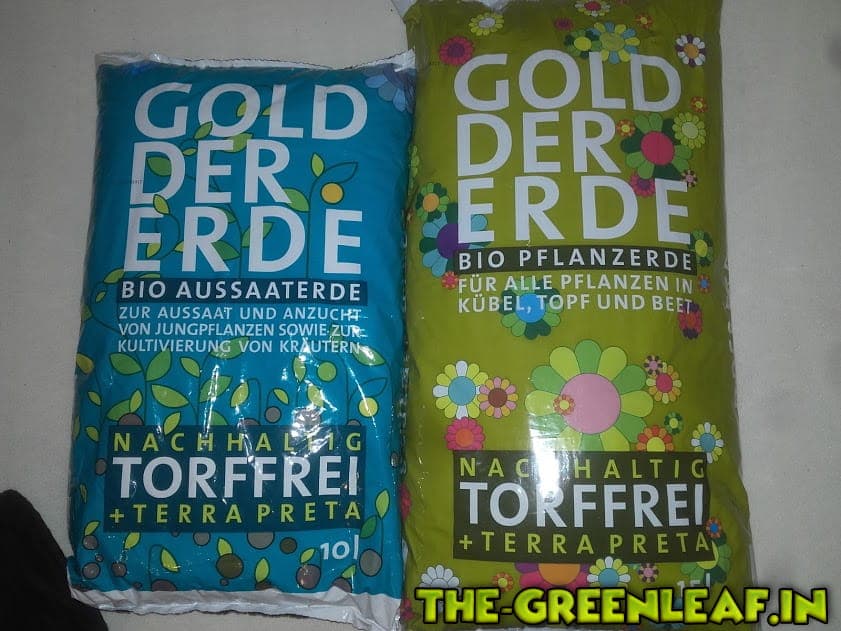 GOLD
DER
ERDE
BIO AUSSAATERDE
ZUR AUSSAAT UND ANZUCHT
VON JUNGPFLANZEN SOWIE ZUR
KULTIVIERUNG VON KRÄUTERN
NACHHALTIG
TORFFREI
+ TERRA PRETA
10 l
GOLD
DER
ERDE
BIO PFLANZERDE
FÜR ALLE PFLANZEN IN
KÜBEL, TOPF UND BEET
NACHHALTIG
TORFFREI
+ TERRA PRETA
15 l
THE-GREENLEAF.IN